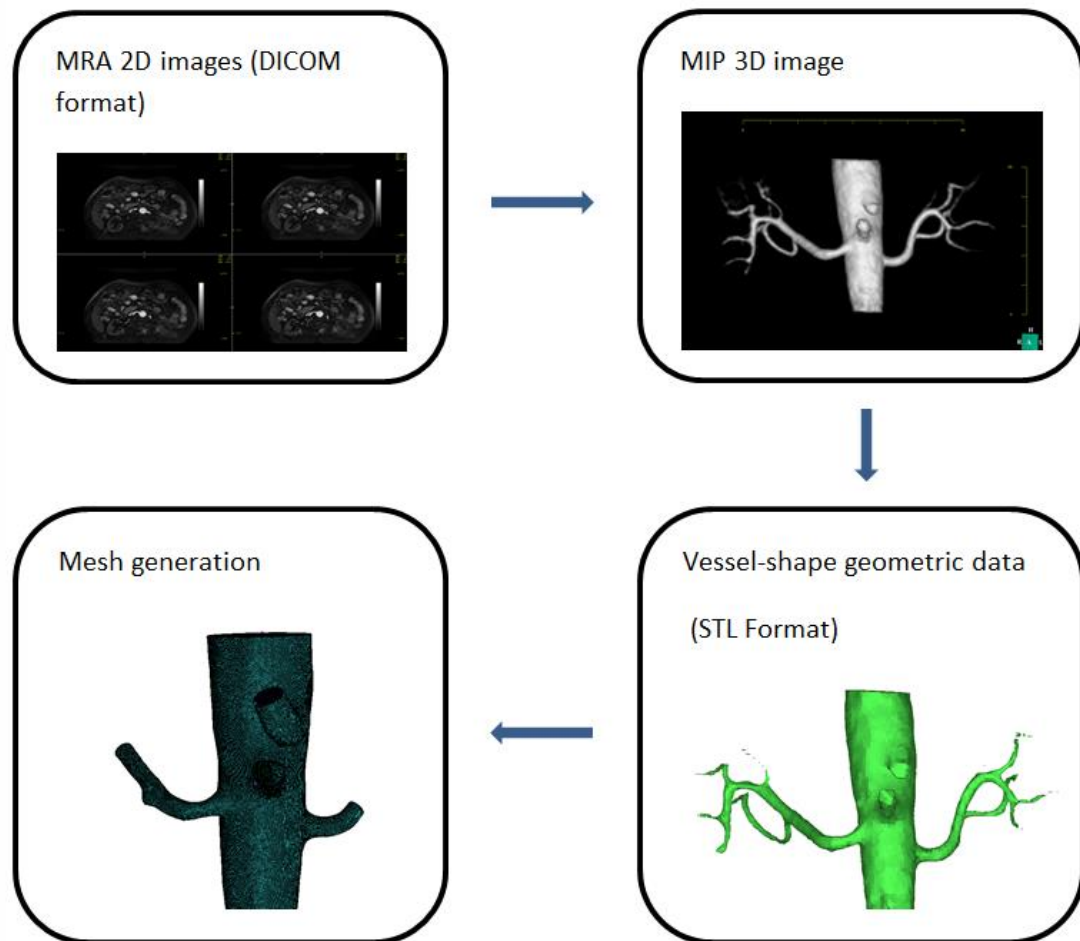 MRA 2D images (DICOM
format)
MIP 3D image
Mesh generation
Vessel-shape geometric data
(STL Format)